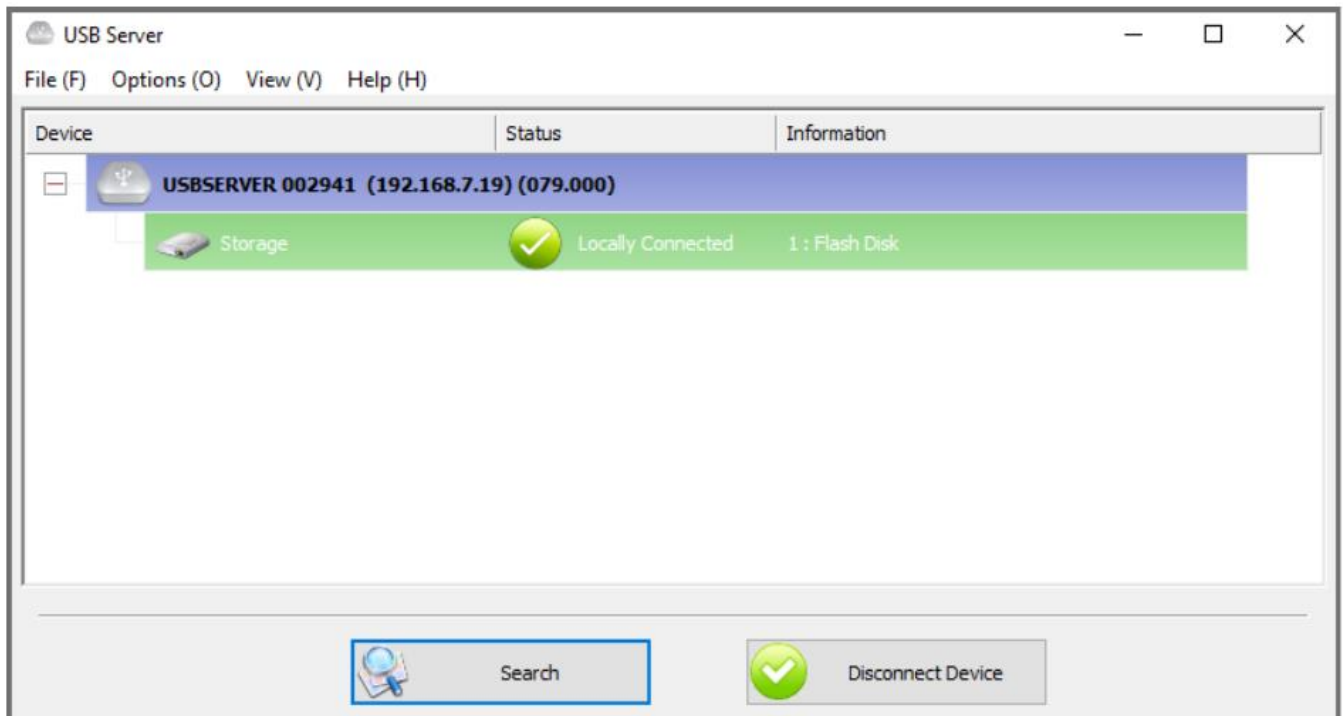 USB Server
File (F) Options (O) View (V) Help (H)
Device Status Information
USBSERVER 002941 (192.168.7.19) (079.000)
Storage Locally Connected 1 : Flash Disk
Search Disconnect Device